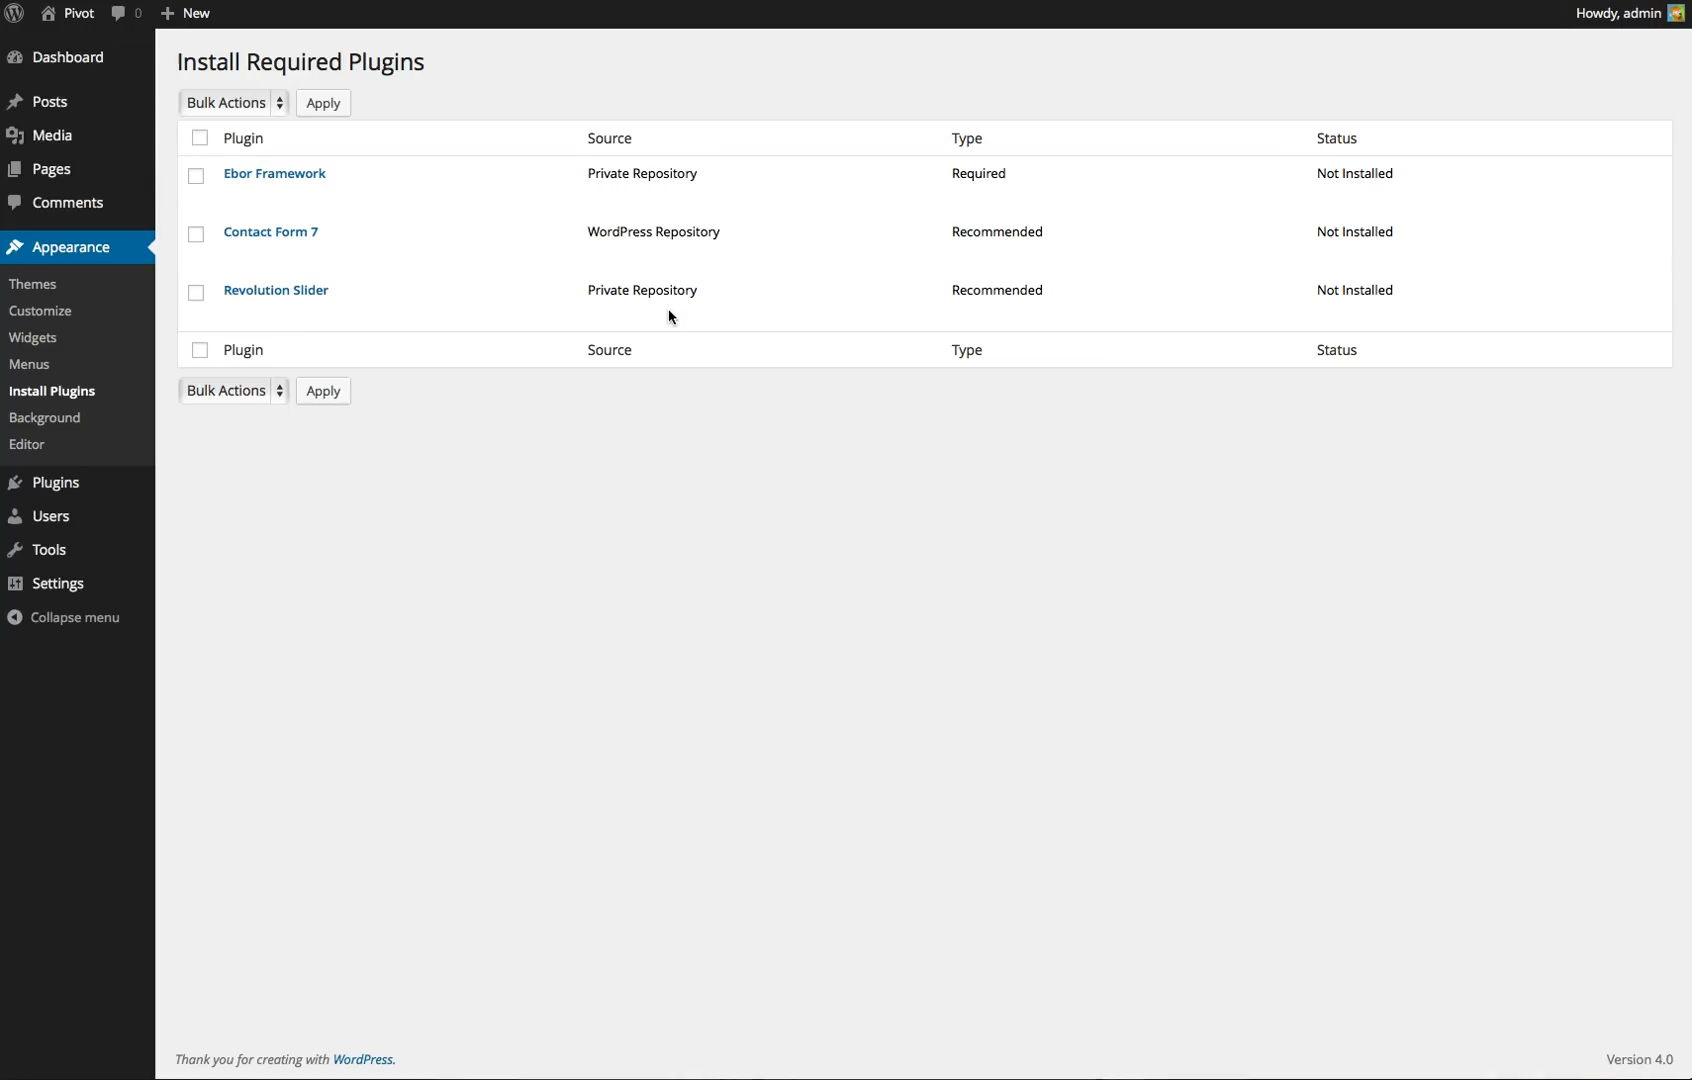 Pivot 0 New Howdy, admin
Dashboard
Posts
Media
Pages
Comments
Appearance
Themes
Customize
Widgets
Menus
Install Plugins
Background
Editor
Plugins
Users
Tools
Settings
Collapse menu
Install Required Plugins
Bulk Actions Apply
Plugin Source Type Status
Ebor Framework Private Repository Required Not Installed
Contact Form 7 WordPress Repository Recommended Not Installed
Revolution Slider Private Repository Recommended Not Installed
Plugin Source Type Status
Bulk Actions Apply
Thank you for creating with WordPress. Version 4.0